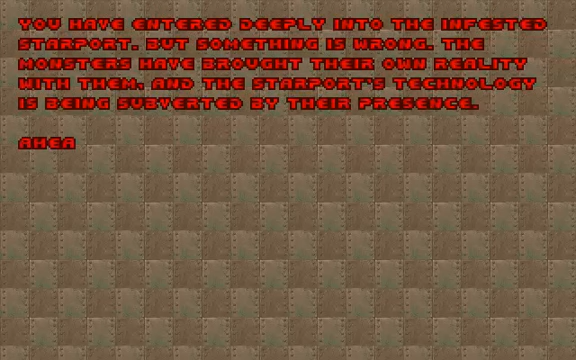 YOU HAVE ENTERED DEEPLY INTO THE INFESTED
STARPORT. BUT SOMETHING IS WRONG. THE
MONSTERS HAVE BROUGHT THEIR OWN REALITY
WITH THEM, AND THE STARPORT'S TECHNOLOGY
IS BEING SUBVERTED BY THEIR PRESENCE.
AHEA